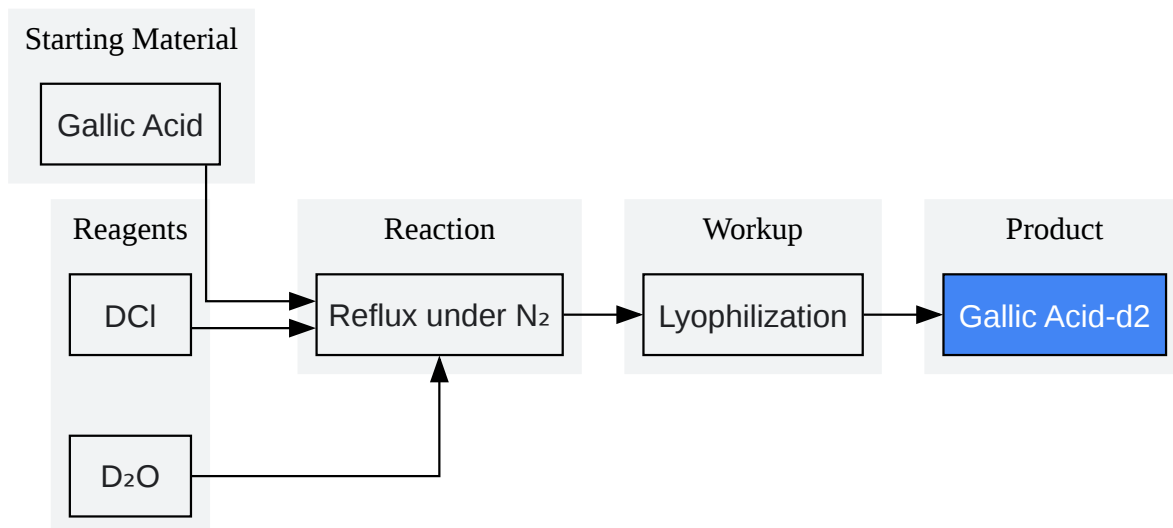 Starting Material
Gallic Acid
Reagents
DCl
D₂O
Reaction
Reflux under N₂
Workup
Lyophilization
Product
Gallic Acid-d2